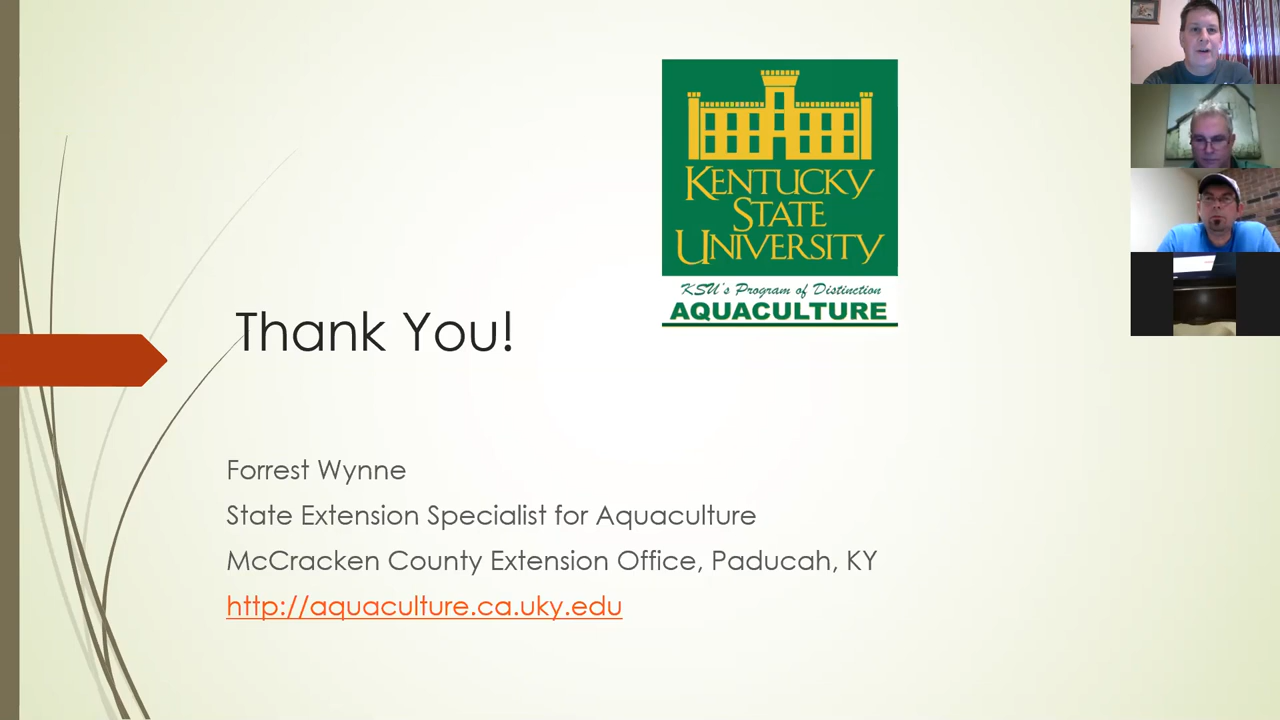 KENTUCKY
STATE
UNIVERSITY
KSU's Program of Distinction
AQUACULTURE
Thank You!
Forrest Wynne
State Extension Specialist for Aquaculture
McCracken County Extension Office, Paducah, KY
http://aquaculture.ca.uky.edu